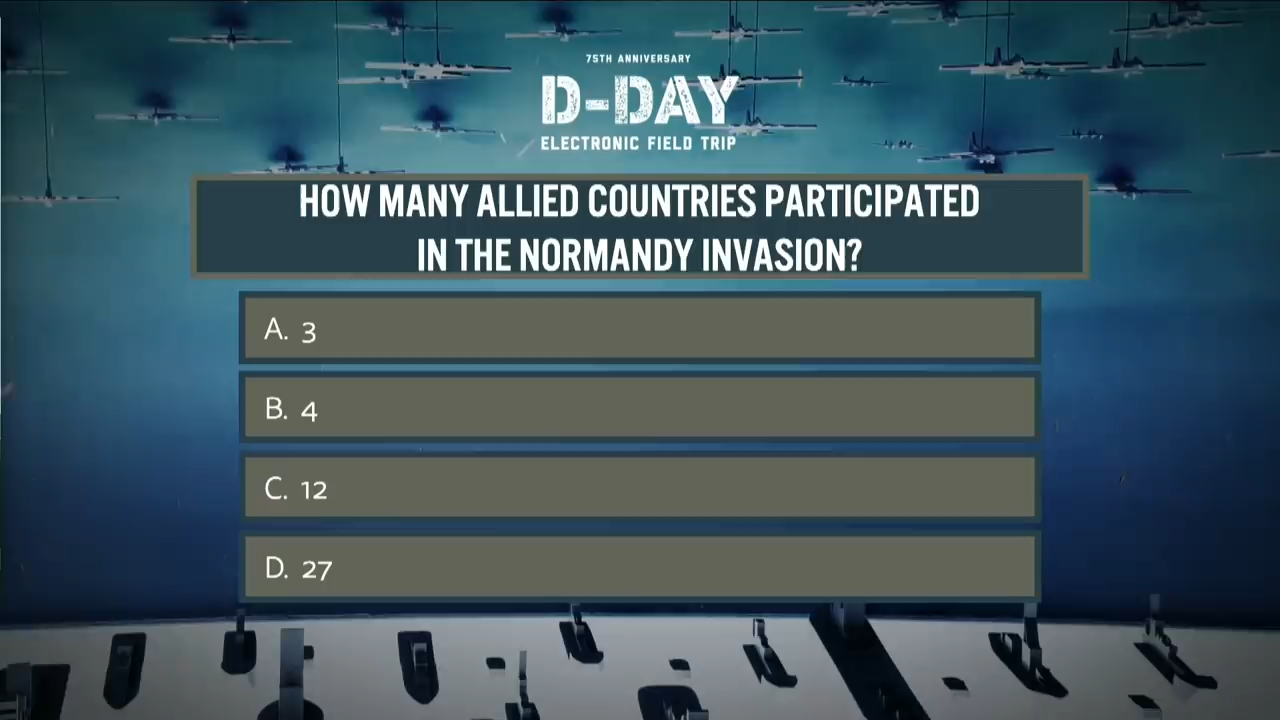 75TH ANNIVERSARY
D-DAY
ELECTRONIC FIELD TRIP
HOW MANY ALLIED COUNTRIES PARTICIPATED
IN THE NORMANDY INVASION?
A. 3
B. 4
C. 12
D. 27